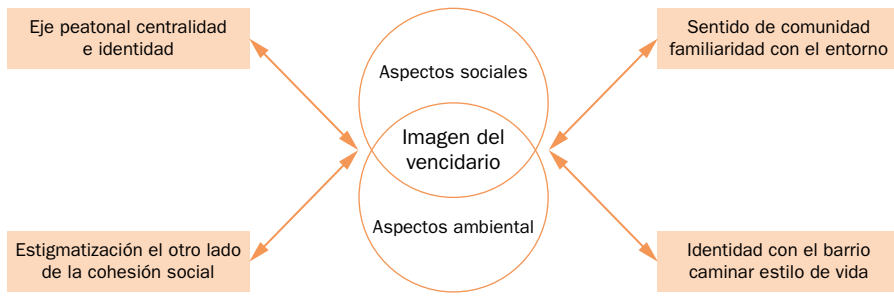 Eje peatonal centralidad
e identidad
Sentido de comunidad
familiaridad con el entorno
Aspectos sociales
Imagen del
vencidario
Aspectos ambiental
Estigmatización el otro lado
de la cohesión social
Identidad con el barrio
caminar estilo de vida